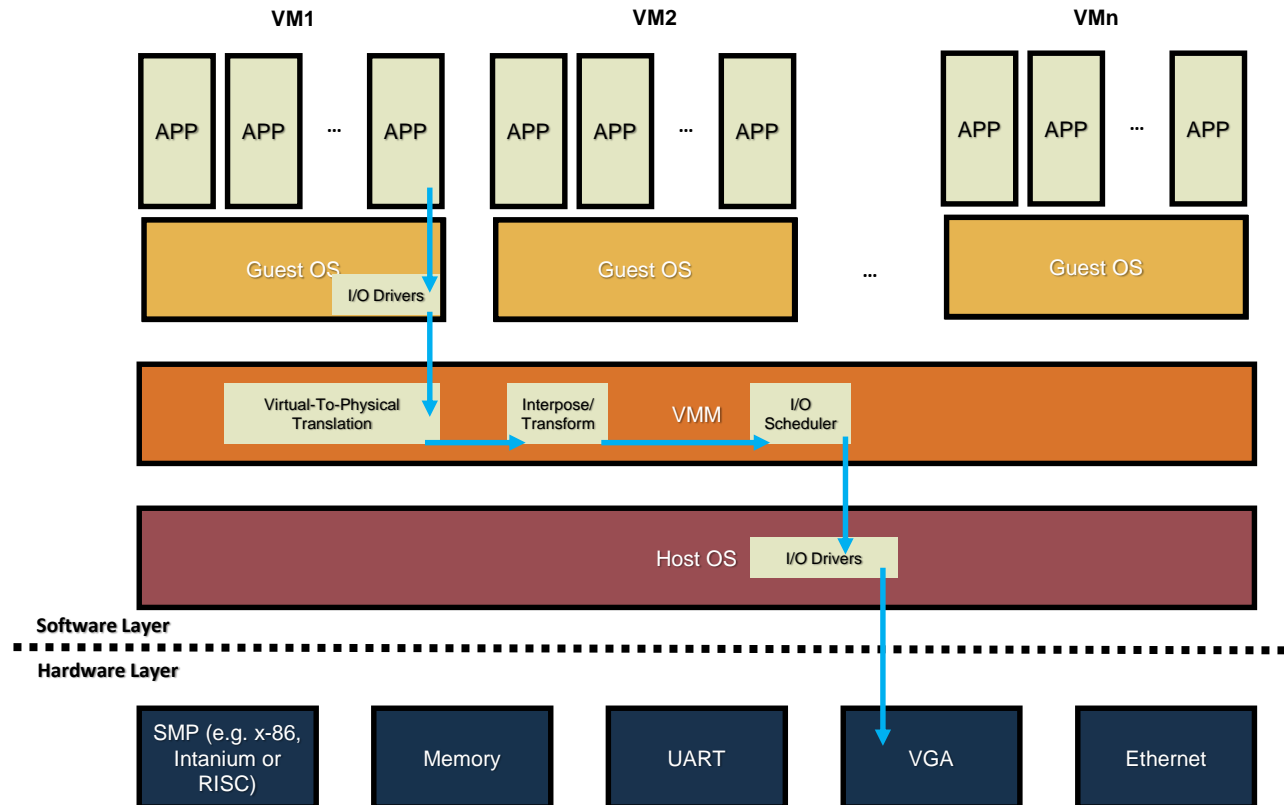 VM1 VM2 VMn
APP APP ... APP APP APP ... APP APP APP ... APP
Guest OS Guest OS ... Guest OS
I/O Drivers
Virtual-To-Physical
Translation
Interpose/
Transform
VMM
I/O
Scheduler
Host OS
I/O Drivers
Software Layer
Hardware Layer
SMP (e.g. x-86,
Intanium or
RISC)
Memory
UART
VGA
Ethernet